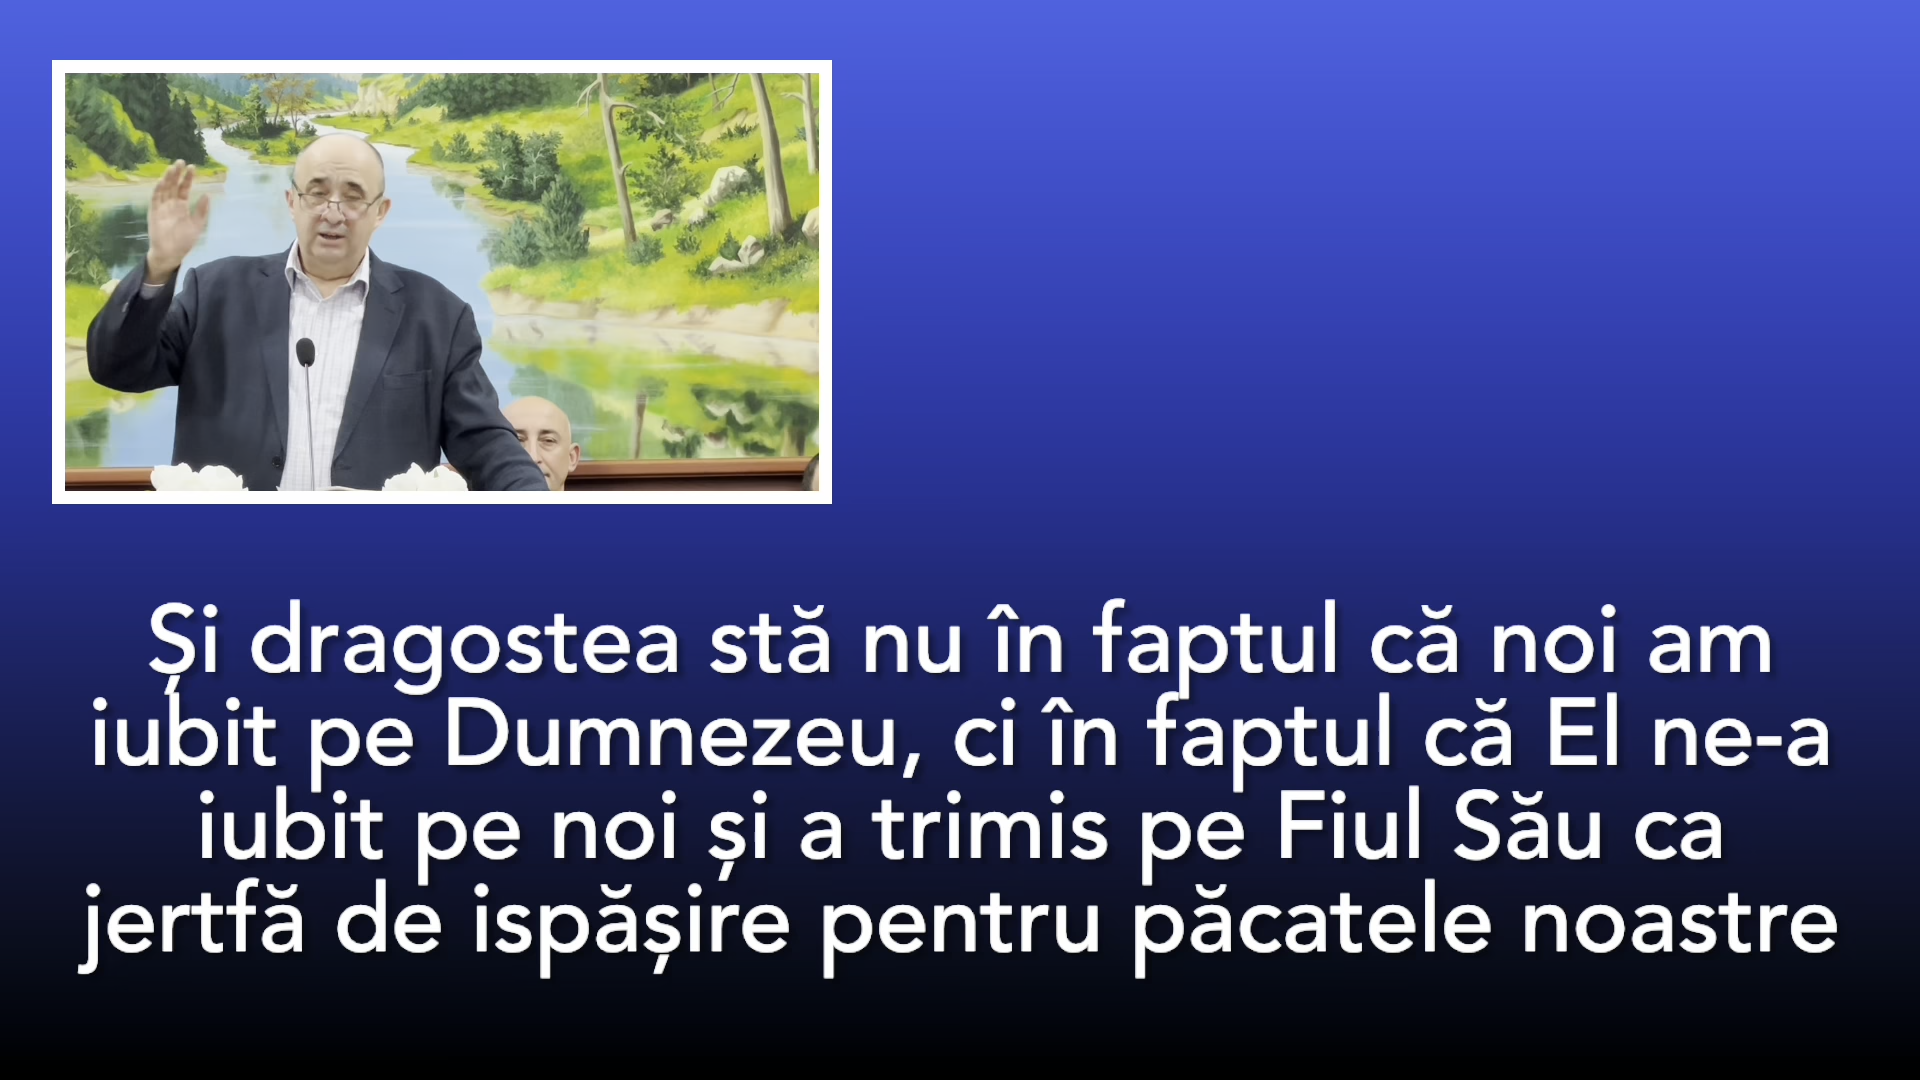 Și dragostea stă nu în faptul că noi am
iubit pe Dumnezeu, ci în faptul că El ne-a
iubit pe noi și a trimis pe Fiul Său ca
jertfă de ispășire pentru păcatele noastre